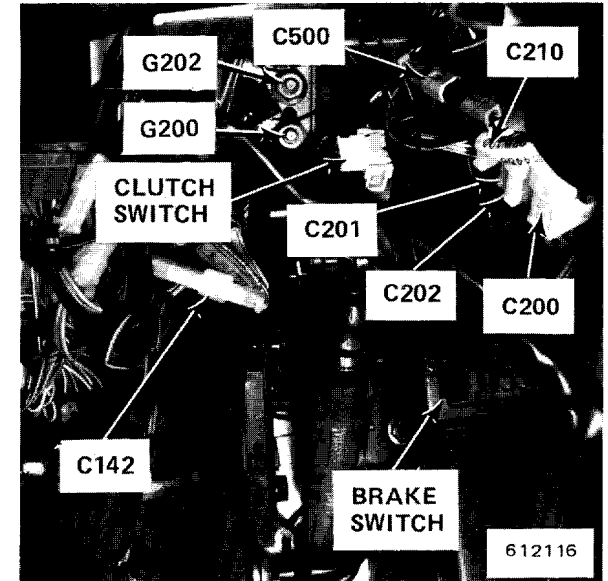 C500
C210
G202
G200
CLUTCH
SWITCH
C201
C202
C200
C142
BRAKE
SWITCH
612116